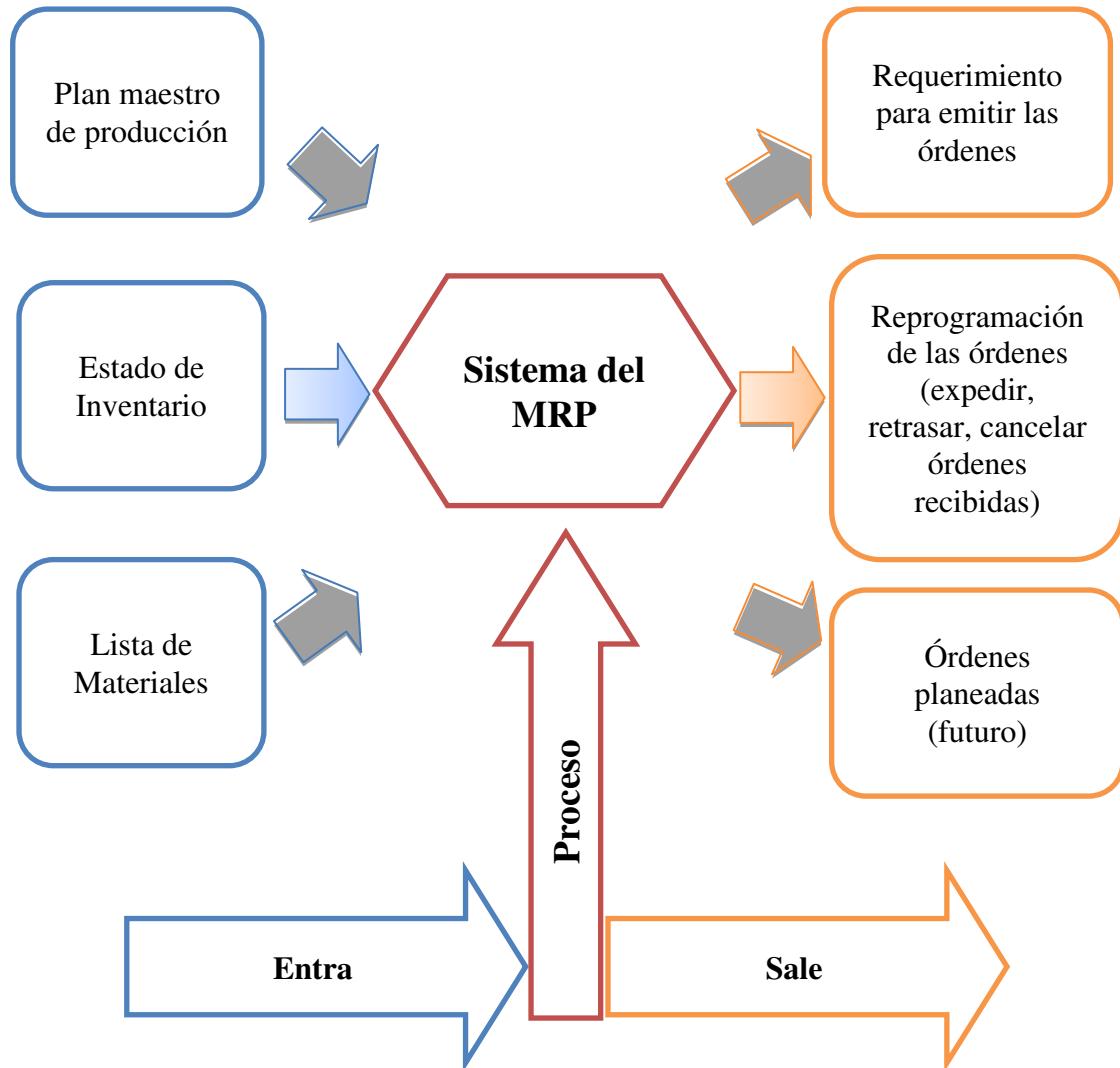 Plan maestro
de producción
Estado de
Inventario
Lista de
Materiales
Sistema del
MRP
Requerimiento
para emitir las
órdenes
Reprogramación
de las órdenes
(expedir,
retrasar, cancelar
órdenes
recibidas)
Órdenes
planeadas
(futuro)
Proceso
Entra
Sale